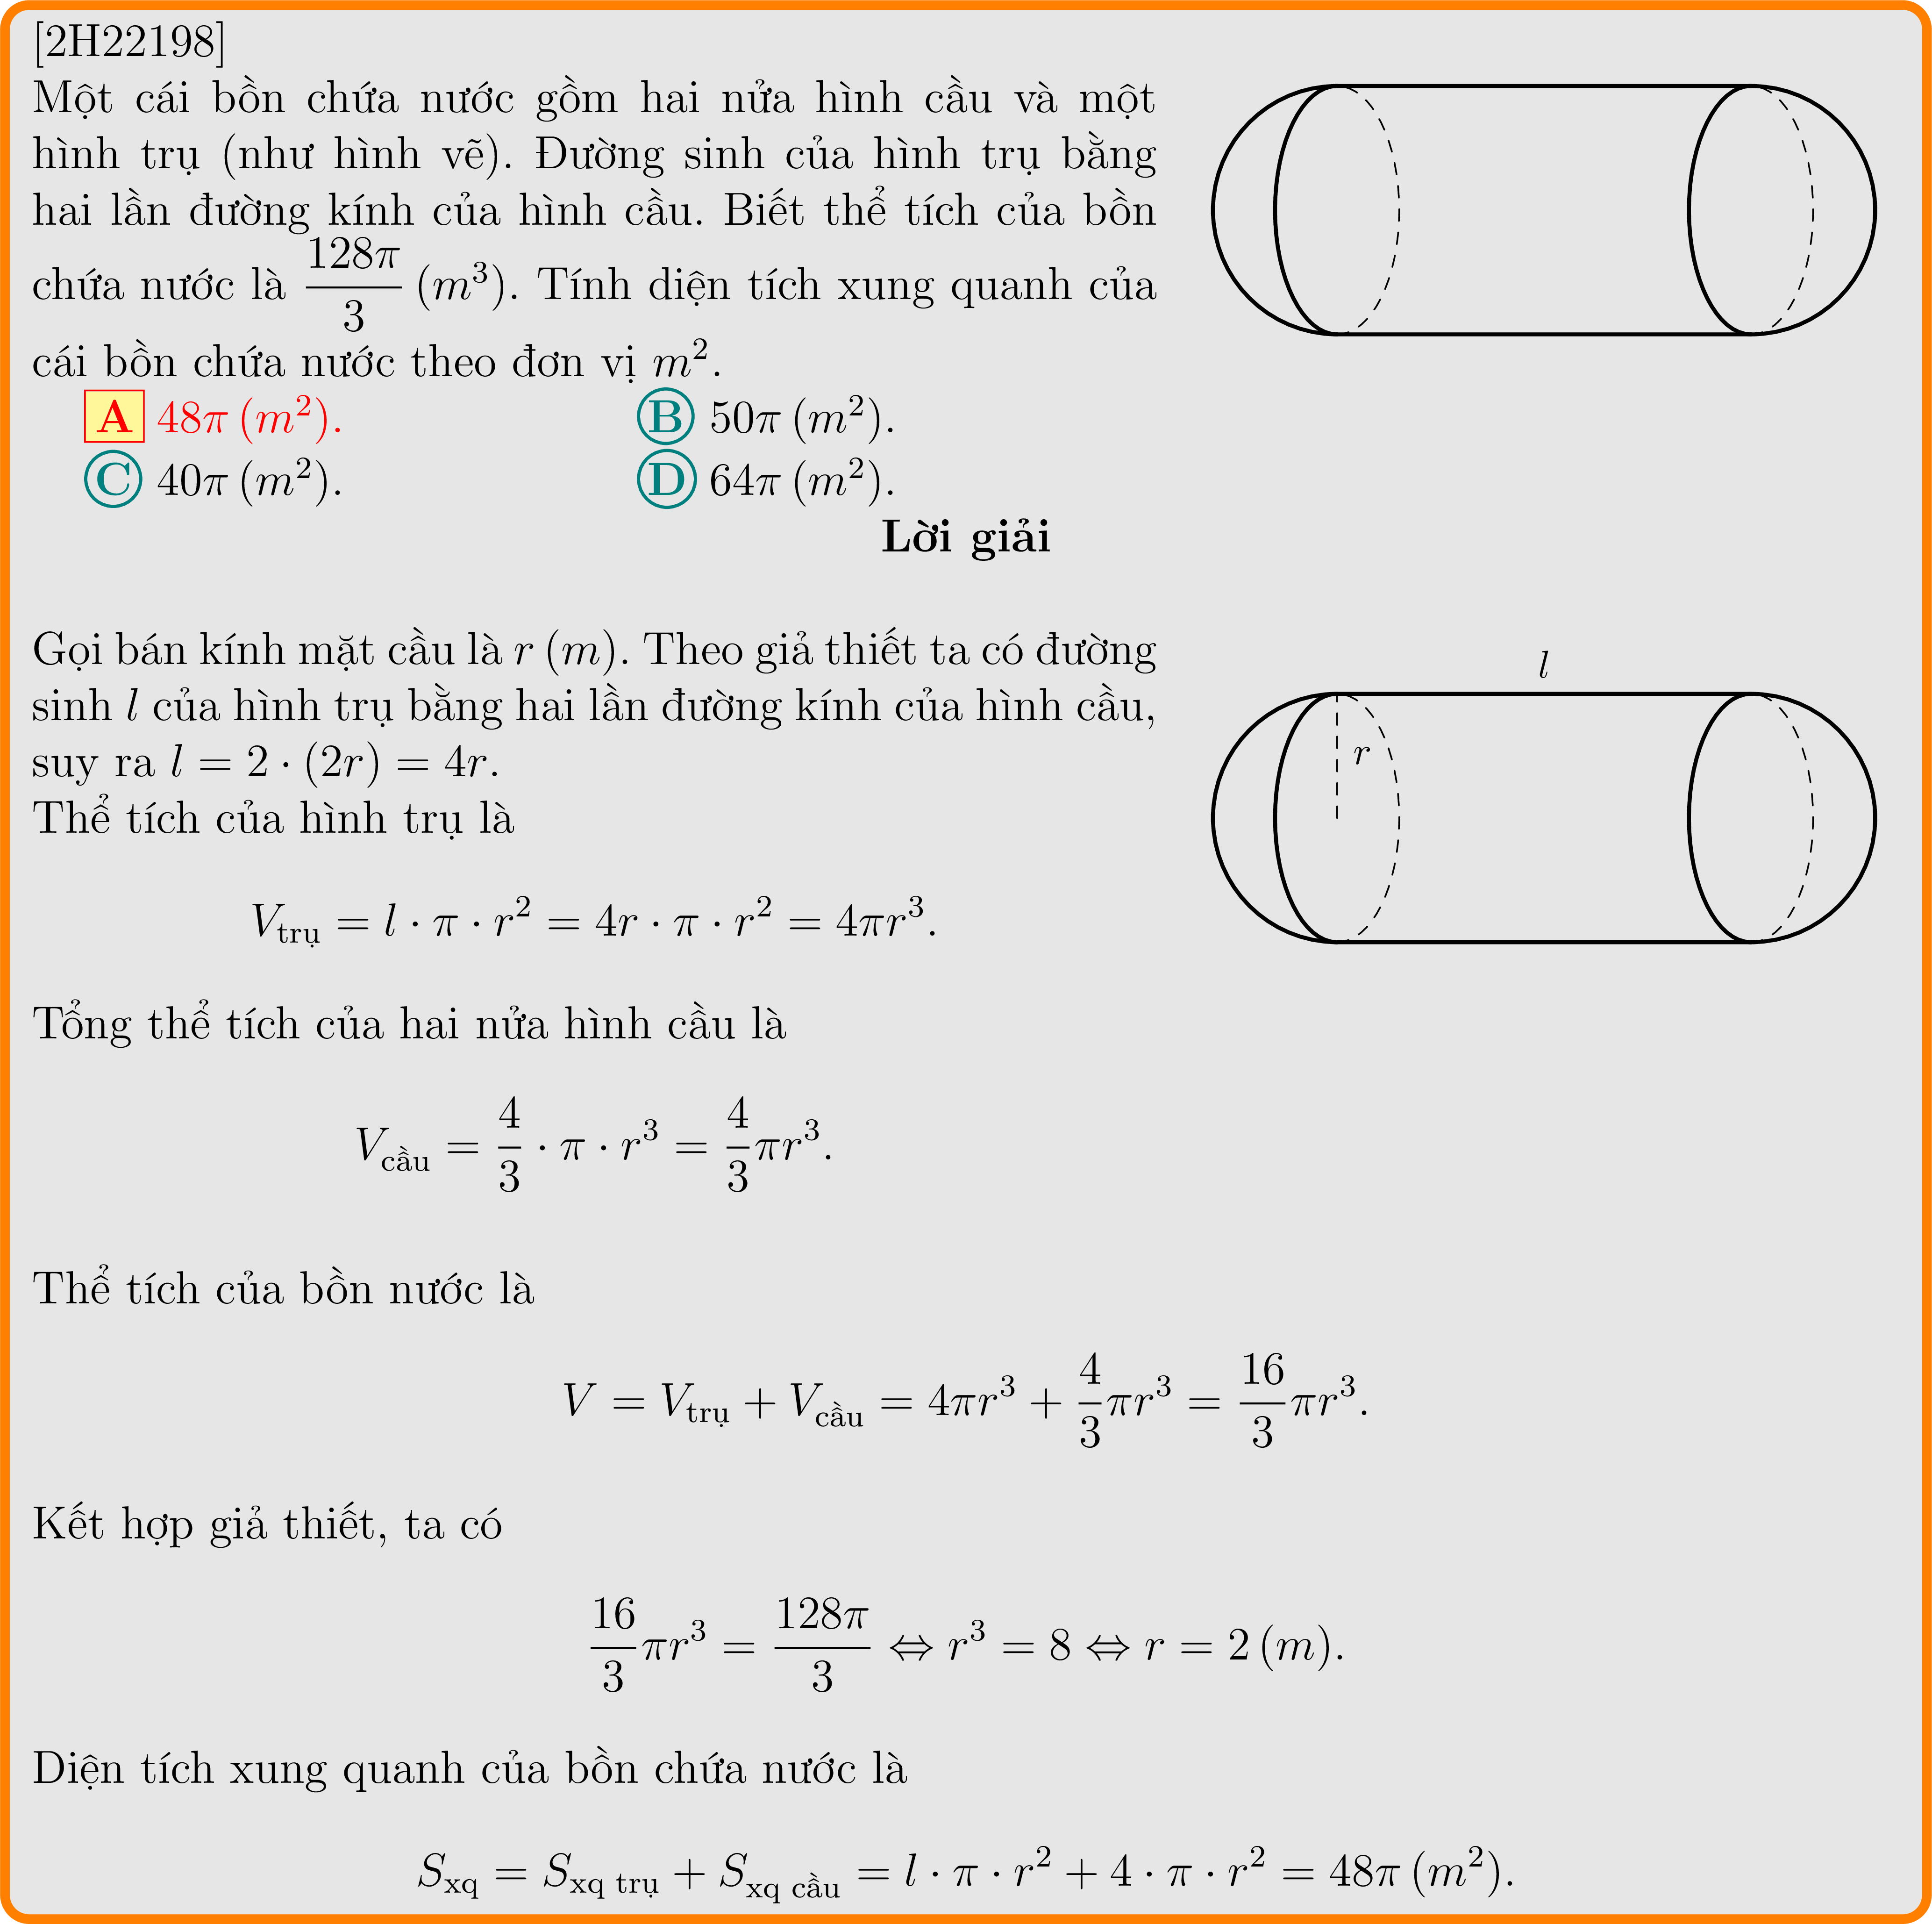 [2H22198]
Một cái bồn chứa nước gồm hai nửa hình cầu và một
hình trụ (như hình vẽ). Đường sinh của hình trụ bằng
hai lần đường kính của hình cầu. Biết thể tích của bồn
chứa nước là $\dfrac{128\pi}{3}\,(m^3)$. Tính diện tích xung quanh của
cái bồn chứa nước theo đơn vị $m^2$.
A $48\pi\,(m^2)$. B $50\pi\,(m^2)$.
C $40\pi\,(m^2)$. D $64\pi\,(m^2)$.
Lời giải
Gọi bán kính mặt cầu là $r\,(m)$. Theo giả thiết ta có đường
sinh $l$ của hình trụ bằng hai lần đường kính của hình cầu,
suy ra $l = 2 \cdot (2r) = 4r$.
Thể tích của hình trụ là
$V_{\text{trụ}} = l \cdot \pi \cdot r^2 = 4r \cdot \pi \cdot r^2 = 4\pi r^3.$
l
r
Tổng thể tích của hai nửa hình cầu là
$V_{\text{cầu}} = \dfrac{4}{3} \cdot \pi \cdot r^3 = \dfrac{4}{3}\pi r^3.$
Thể tích của bồn nước là
$V = V_{\text{trụ}} + V_{\text{cầu}} = 4\pi r^3 + \dfrac{4}{3}\pi r^3 = \dfrac{16}{3}\pi r^3.$
Kết hợp giả thiết, ta có
$\dfrac{16}{3}\pi r^3 = \dfrac{128\pi}{3} \Leftrightarrow r^3 = 8 \Leftrightarrow r = 2\,(m).$
Diện tích xung quanh của bồn chứa nước là
$S_{\text{xq}} = S_{\text{xq trụ}} + S_{\text{xq cầu}} = l \cdot \pi \cdot r^2 + 4 \cdot \pi \cdot r^2 = 48\pi\,(m^2).$